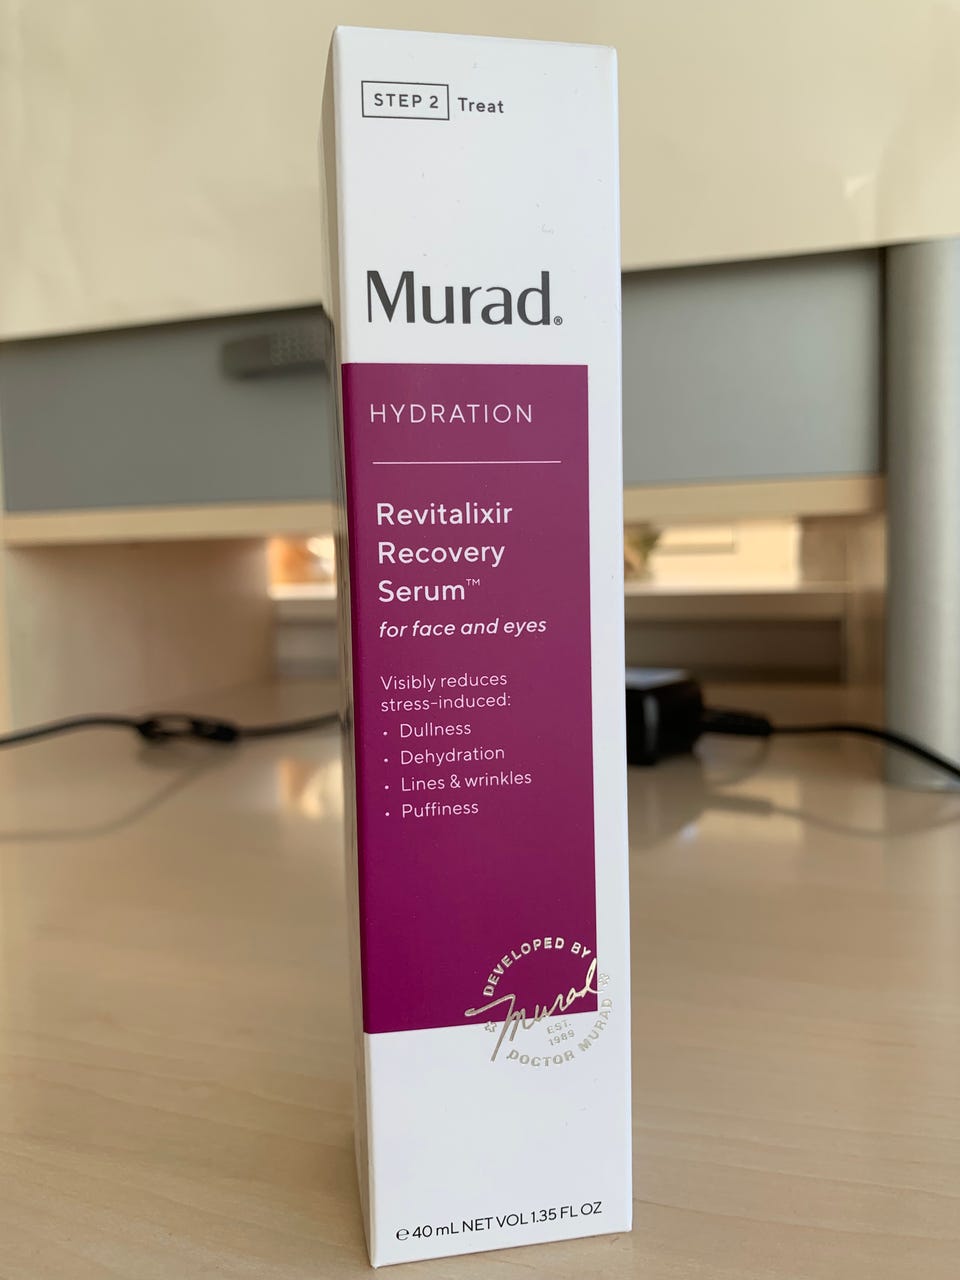 STEP 2 Treat
Murad®
HYDRATION
Revitalixir
Recovery
Serum™
for face and eyes
Visibly reduces
stress-induced:
• Dullness
• Dehydration
• Lines & wrinkles
• Puffiness
DEVELOPED BY
Murad
EST.
1989
DOCTOR MURAD
℮ 40 mL NET VOL 1.35 FL OZ